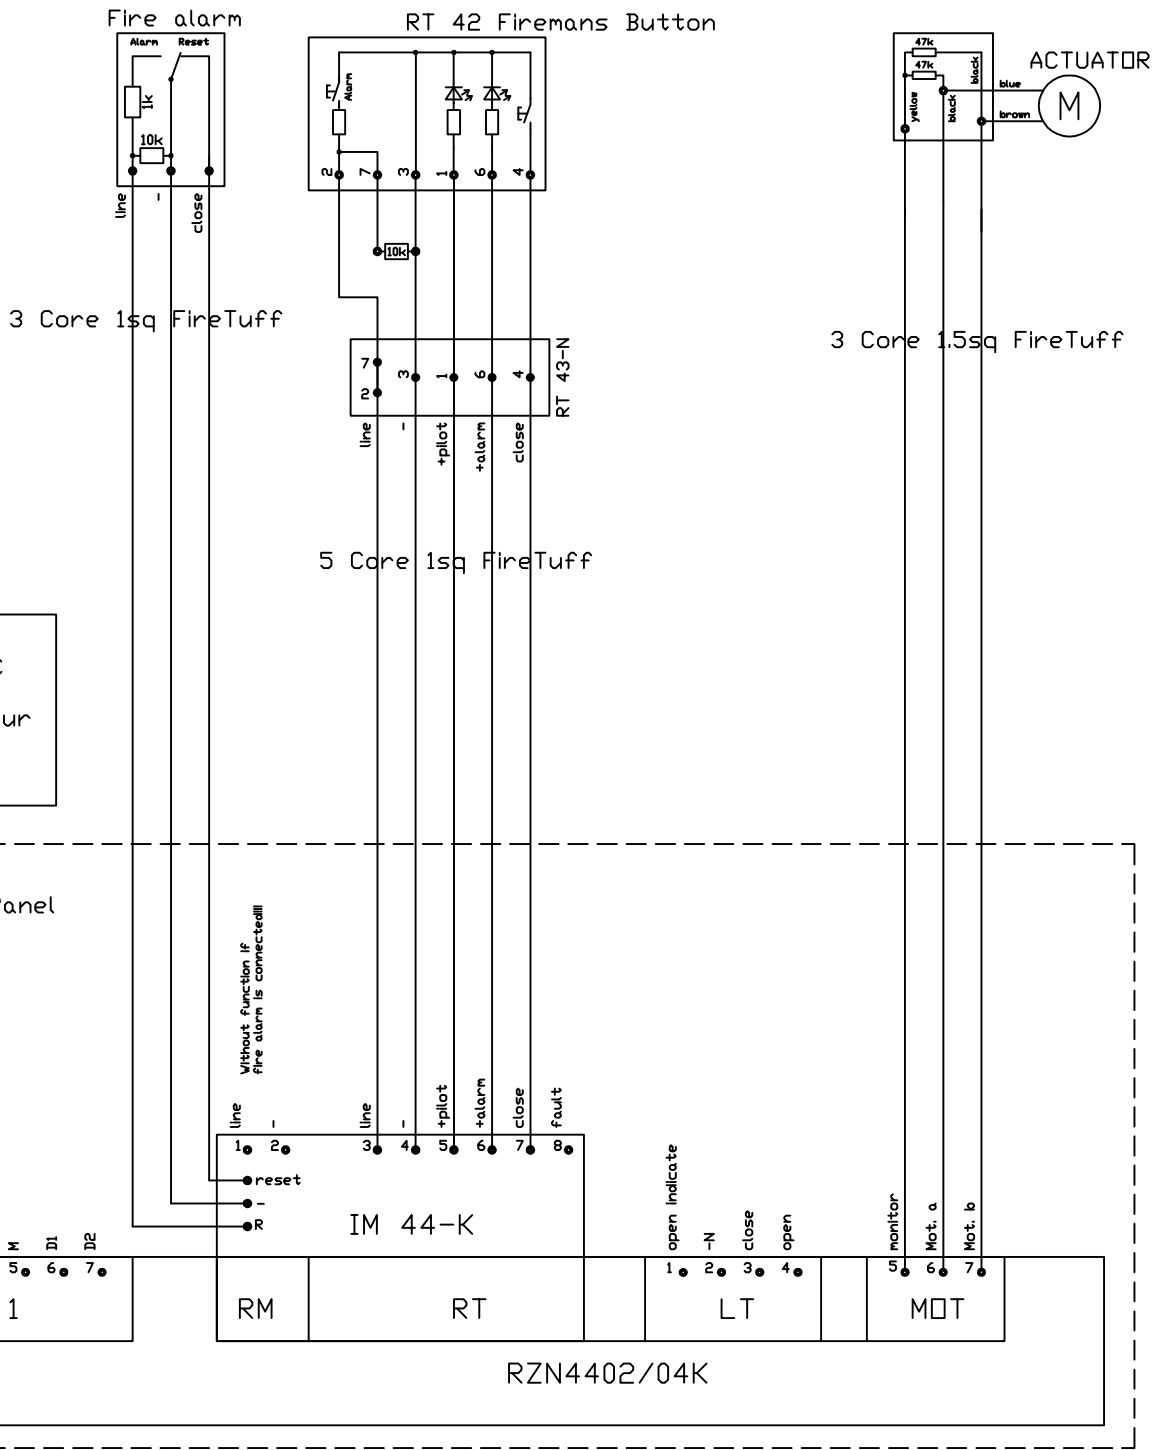 Fire alarm
Alarm Reset
1k
10k
line
-
close
3 Core 1sq FireTuff
RT 42 Firemans Button
Alarm
2 7 3 1 6 4
10k
7
2
3 1 6 4
RT 43-N
line
-
+pilot
+alarm
close
5 Core 1sq FireTuff
47k
47k
yellow
black
black
blue
brown
ACTUATOR
M
3 Core 1.5sq FireTuff
ur
anel
Without function if
fire alarm is connected!!!
line
-
line
-
+pilot
+alarm
close
fault
1 2 3 4 5 6 7 8
reset
-
R
IM 44-K
M
D1
D2
5 6 7
1
RM
RT
open indicate
-N
close
open
1 2 3 4
LT
monitor
Mot. a
Mot. b
5 6 7
MOT
RZN4402/04K